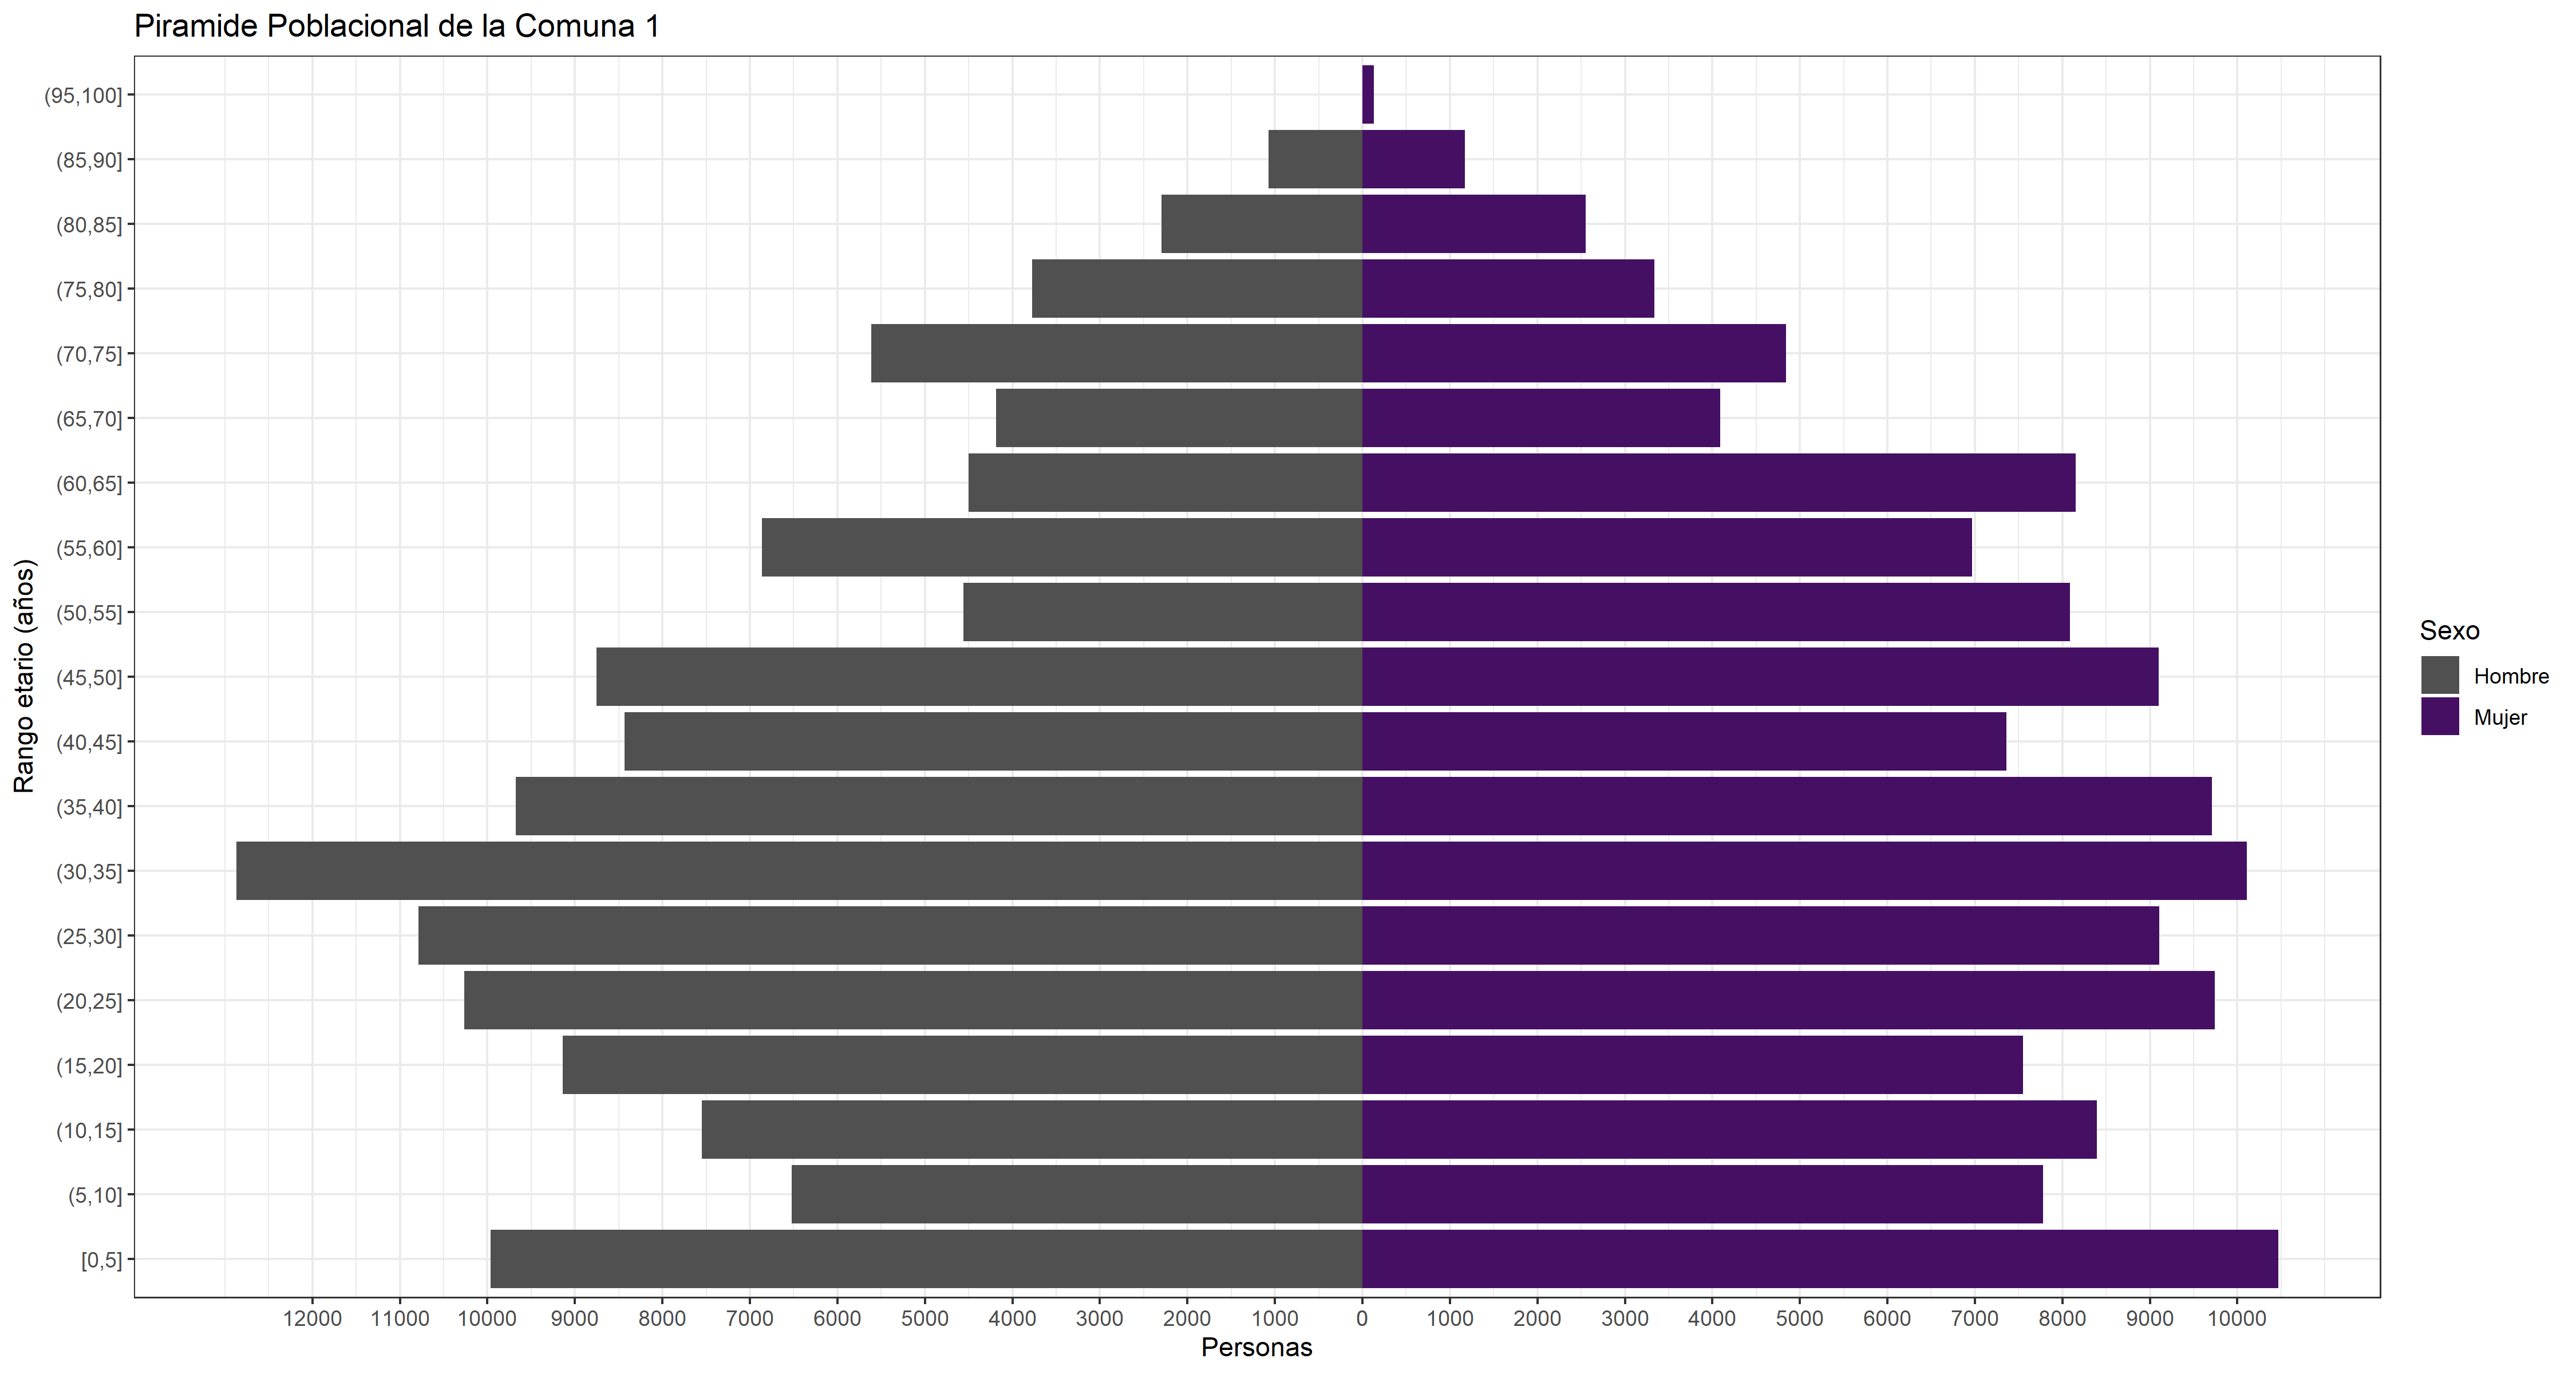 Piramide Poblacional de la Comuna 1
(95,100]
(85,90]
(80,85]
(75,80]
(70,75]
(65,70]
(60,65]
(55,60]
(50,55]
(45,50]
(40,45]
(35,40]
(30,35]
(25,30]
(20,25]
(15,20]
(10,15]
(5,10]
[0,5]
Rango etario (años)
12000 11000 10000 9000 8000 7000 6000 5000 4000 3000 2000 1000 0 1000 2000 3000 4000 5000 6000 7000 8000 9000 10000
Personas
Sexo
Hombre
Mujer